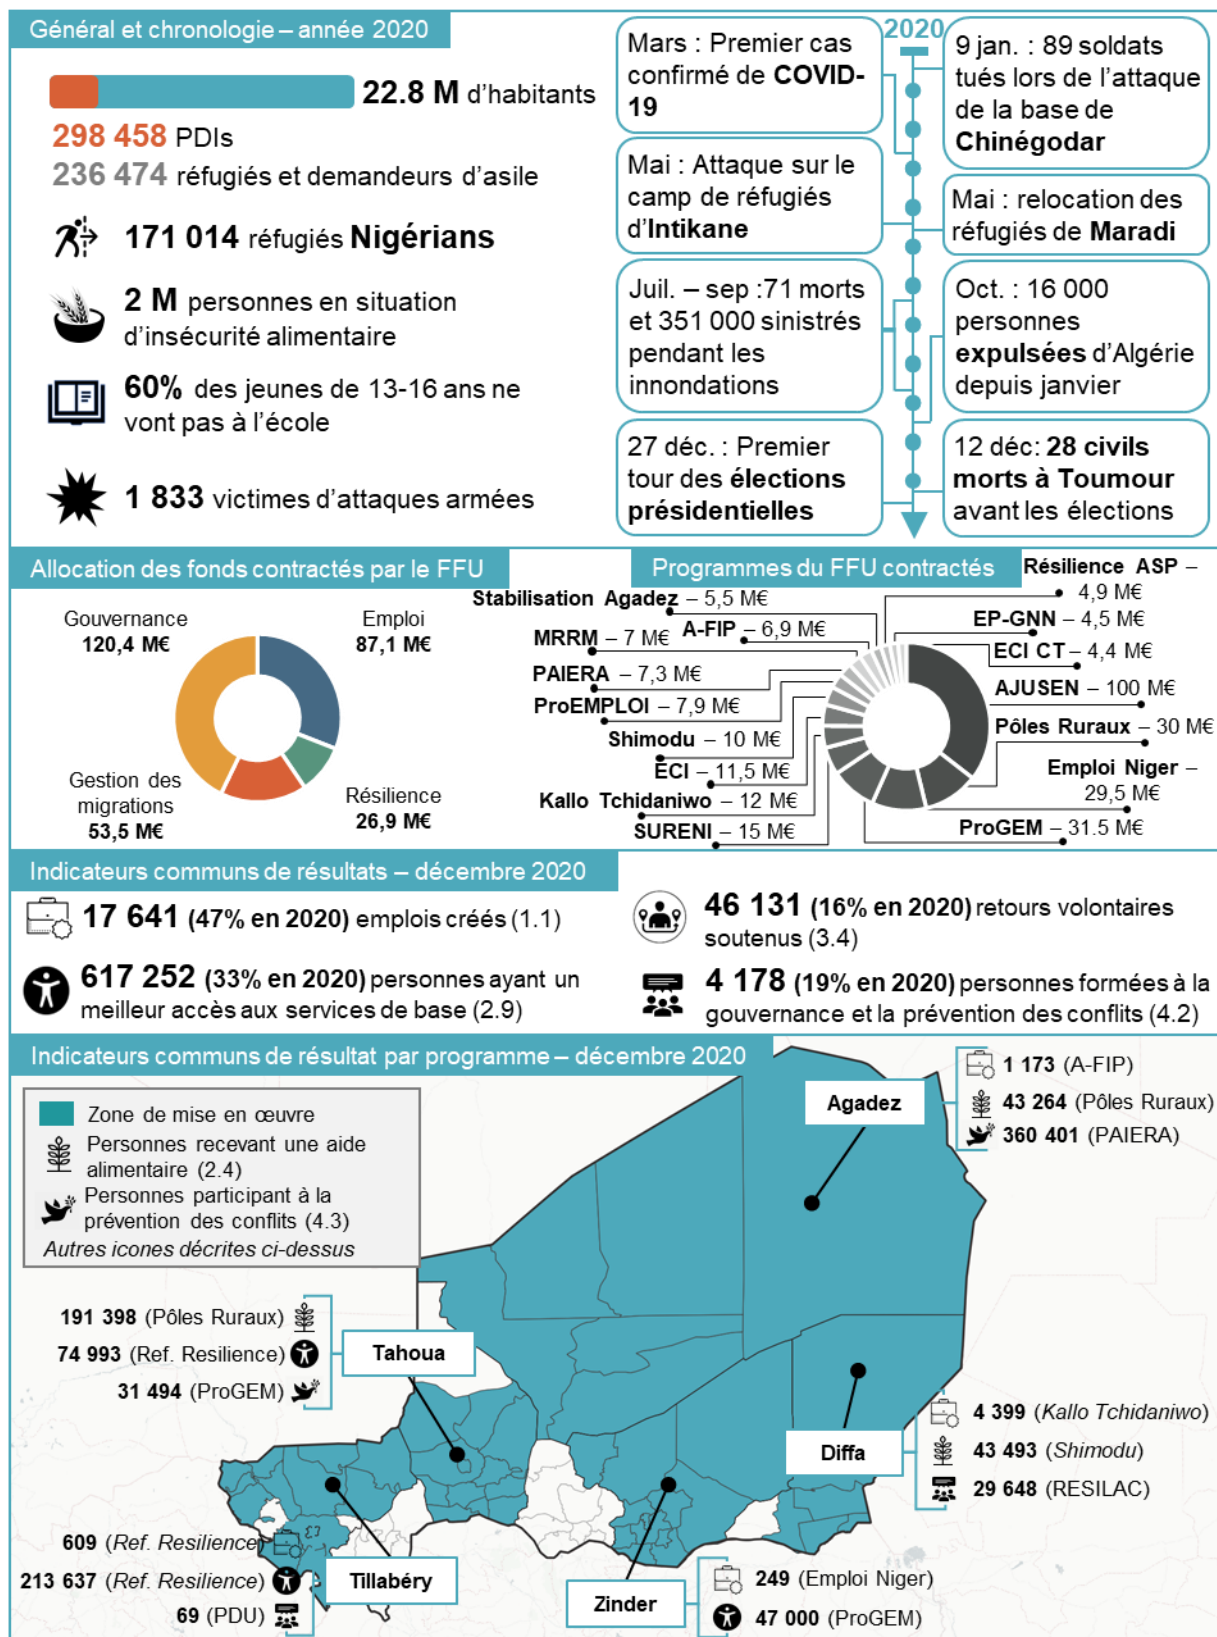 Général et chronologie – année 2020
22.8 M d'habitants
298 458 PDIs
236 474 réfugiés et demandeurs d'asile
171 014 réfugiés Nigérians
2 M personnes en situation
d'insécurité alimentaire
60% des jeunes de 13-16 ans ne
vont pas à l'école
1 833 victimes d'attaques armées
2020
Mars : Premier cas
confirmé de COVID-
19
9 jan. : 89 soldats
tués lors de l'attaque
de la base de
Chinégodar
Mai : Attaque sur le
camp de réfugiés
d'Intikane
Mai : relocation des
réfugiés de Maradi
Juil. – sep :71 morts
et 351 000 sinistrés
pendant les
innondations
Oct. : 16 000
personnes
expulsées d'Algérie
depuis janvier
27 déc. : Premier
tour des élections
présidentielles
12 déc: 28 civils
morts à Toumour
avant les élections
Allocation des fonds contractés par le FFU
Gouvernance
120,4 M€
Emploi
87,1 M€
Gestion des
migrations
53,5 M€
Résilience
26,9 M€
Programmes du FFU contractés
Résilience ASP –
4,9 M€
Stabilisation Agadez – 5,5 M€
EP-GNN – 4,5 M€
MRRM – 7 M€
A-FIP – 6,9 M€
ECI CT – 4,4 M€
PAIERA – 7,3 M€
AJUSEN – 100 M€
ProEMPLOI – 7,9 M€
Pôles Ruraux – 30 M€
Shimodu – 10 M€
Emploi Niger –
29,5 M€
ECI – 11,5 M€
Kallo Tchidaniwo – 12 M€
ProGEM – 31.5 M€
SURENI – 15 M€
Indicateurs communs de résultats – décembre 2020
17 641 (47% en 2020) emplois créés (1.1)
46 131 (16% en 2020) retours volontaires
soutenus (3.4)
617 252 (33% en 2020) personnes ayant un
meilleur accès aux services de base (2.9)
4 178 (19% en 2020) personnes formées à la
gouvernance et la prévention des conflits (4.2)
Indicateurs communs de résultat par programme – décembre 2020
Zone de mise en œuvre
Personnes recevant une aide
alimentaire (2.4)
Personnes participant à la
prévention des conflits (4.3)
Autres icones décrites ci-dessus
Agadez
1 173 (A-FIP)
43 264 (Pôles Ruraux)
360 401 (PAIERA)
191 398 (Pôles Ruraux)
74 993 (Ref. Resilience)
31 494 (ProGEM)
Tahoua
Diffa
4 399 (Kallo Tchidaniwo)
43 493 (Shimodu)
29 648 (RESILAC)
609 (Ref. Resilience)
213 637 (Ref. Resilience)
69 (PDU)
Tillabéry
Zinder
249 (Emploi Niger)
47 000 (ProGEM)